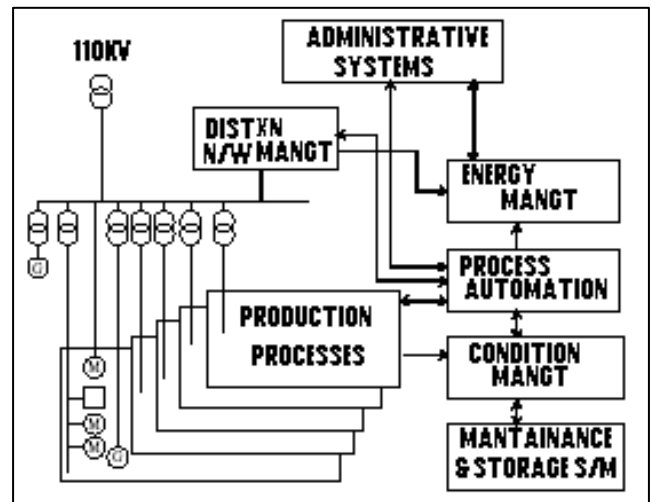 110KV
ADMINISTRATIVE
SYSTEMS
DISTXN
N/W MANGT
ENERGY
MANGT
G
PROCESS
AUTOMATION
PRODUCTION
PROCESSES
CONDITION
MANGT
M
M
M
G
MANTAINANCE
& STORAGE S/M